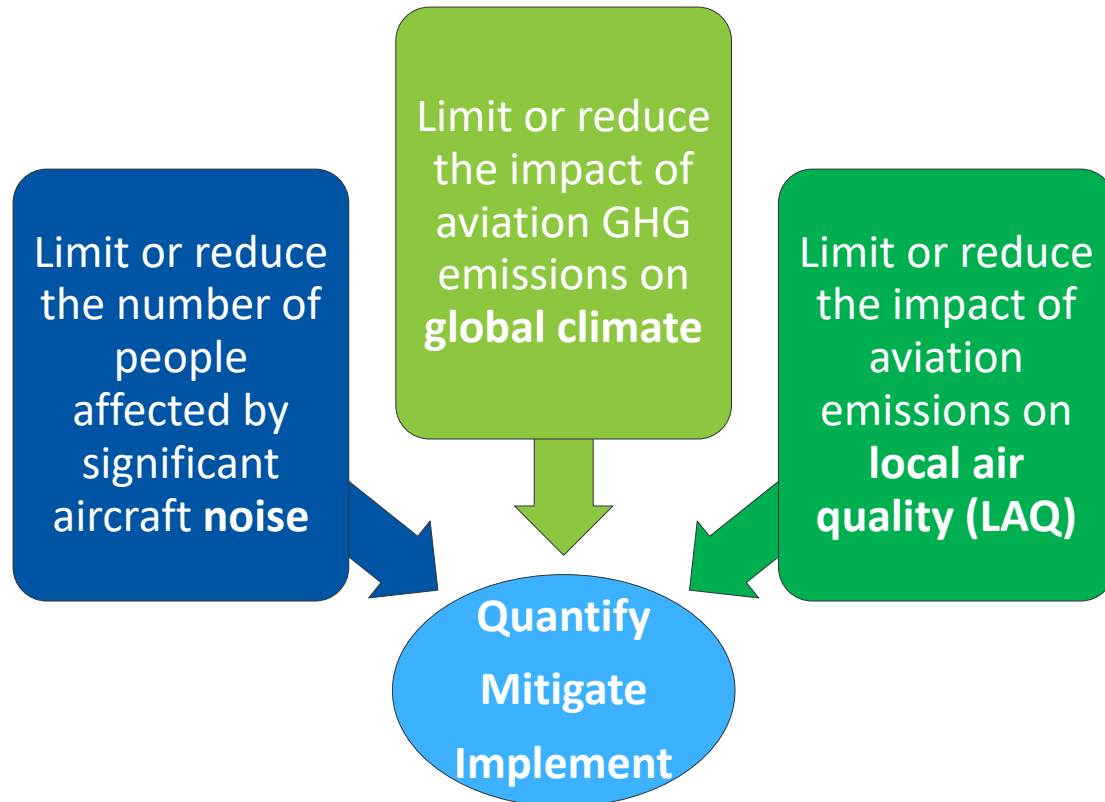 Limit or reduce
the number of
people
affected by
significant
aircraft noise
Limit or reduce
the impact of
aviation GHG
emissions on
global climate
Limit or reduce
the impact of
aviation
emissions on
local air
quality (LAQ)
Quantify
Mitigate
Implement